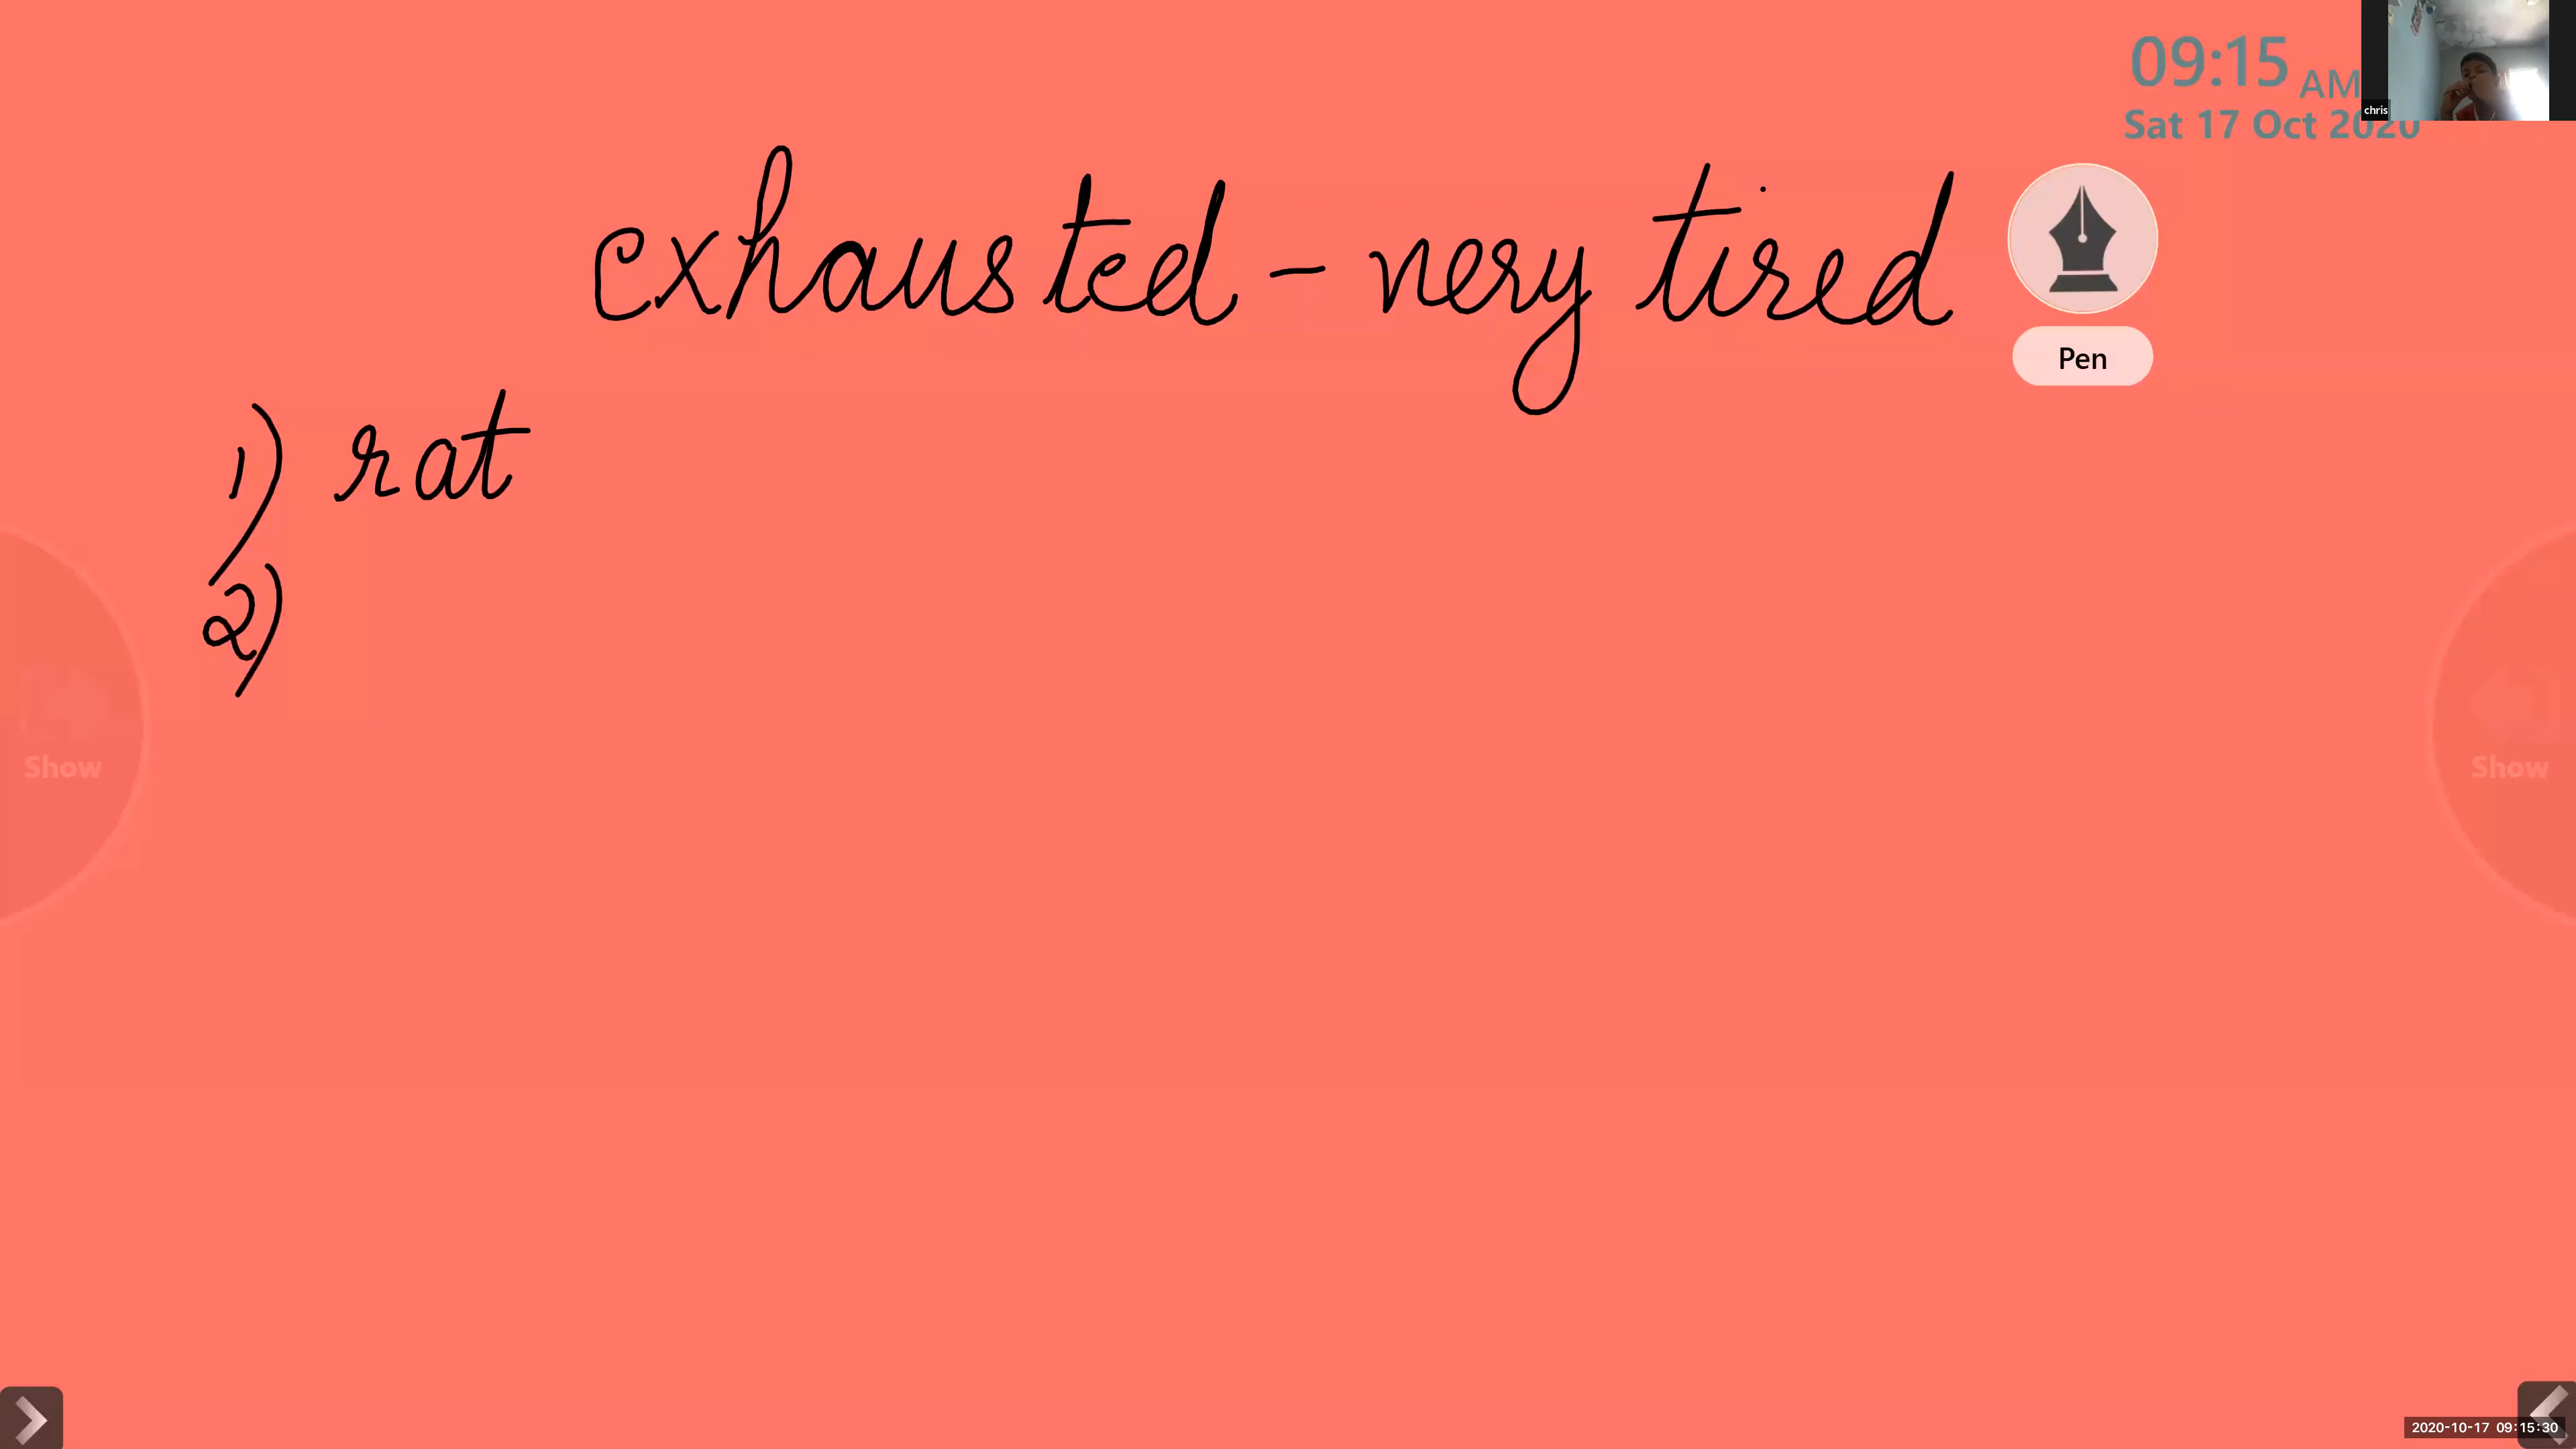 09:15 AM
chris
Sat 17 Oct 2020
exhausted - very tired
Pen
1) rat
2)
Show
Show
2020-10-17 09:15:30